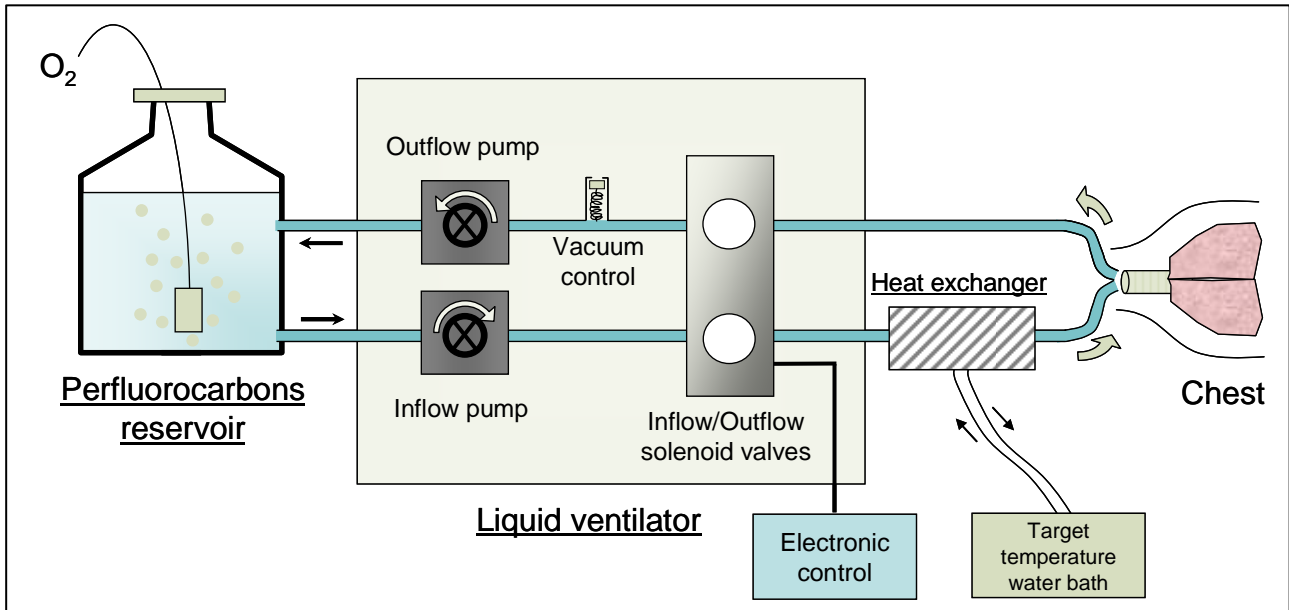 O2
Outflow pump
Vacuum
control
Heat exchanger
Perfluorocarbons
reservoir
Inflow pump
Inflow/Outflow
solenoid valves
Chest
Liquid ventilator
Electronic
control
Target
temperature
water bath